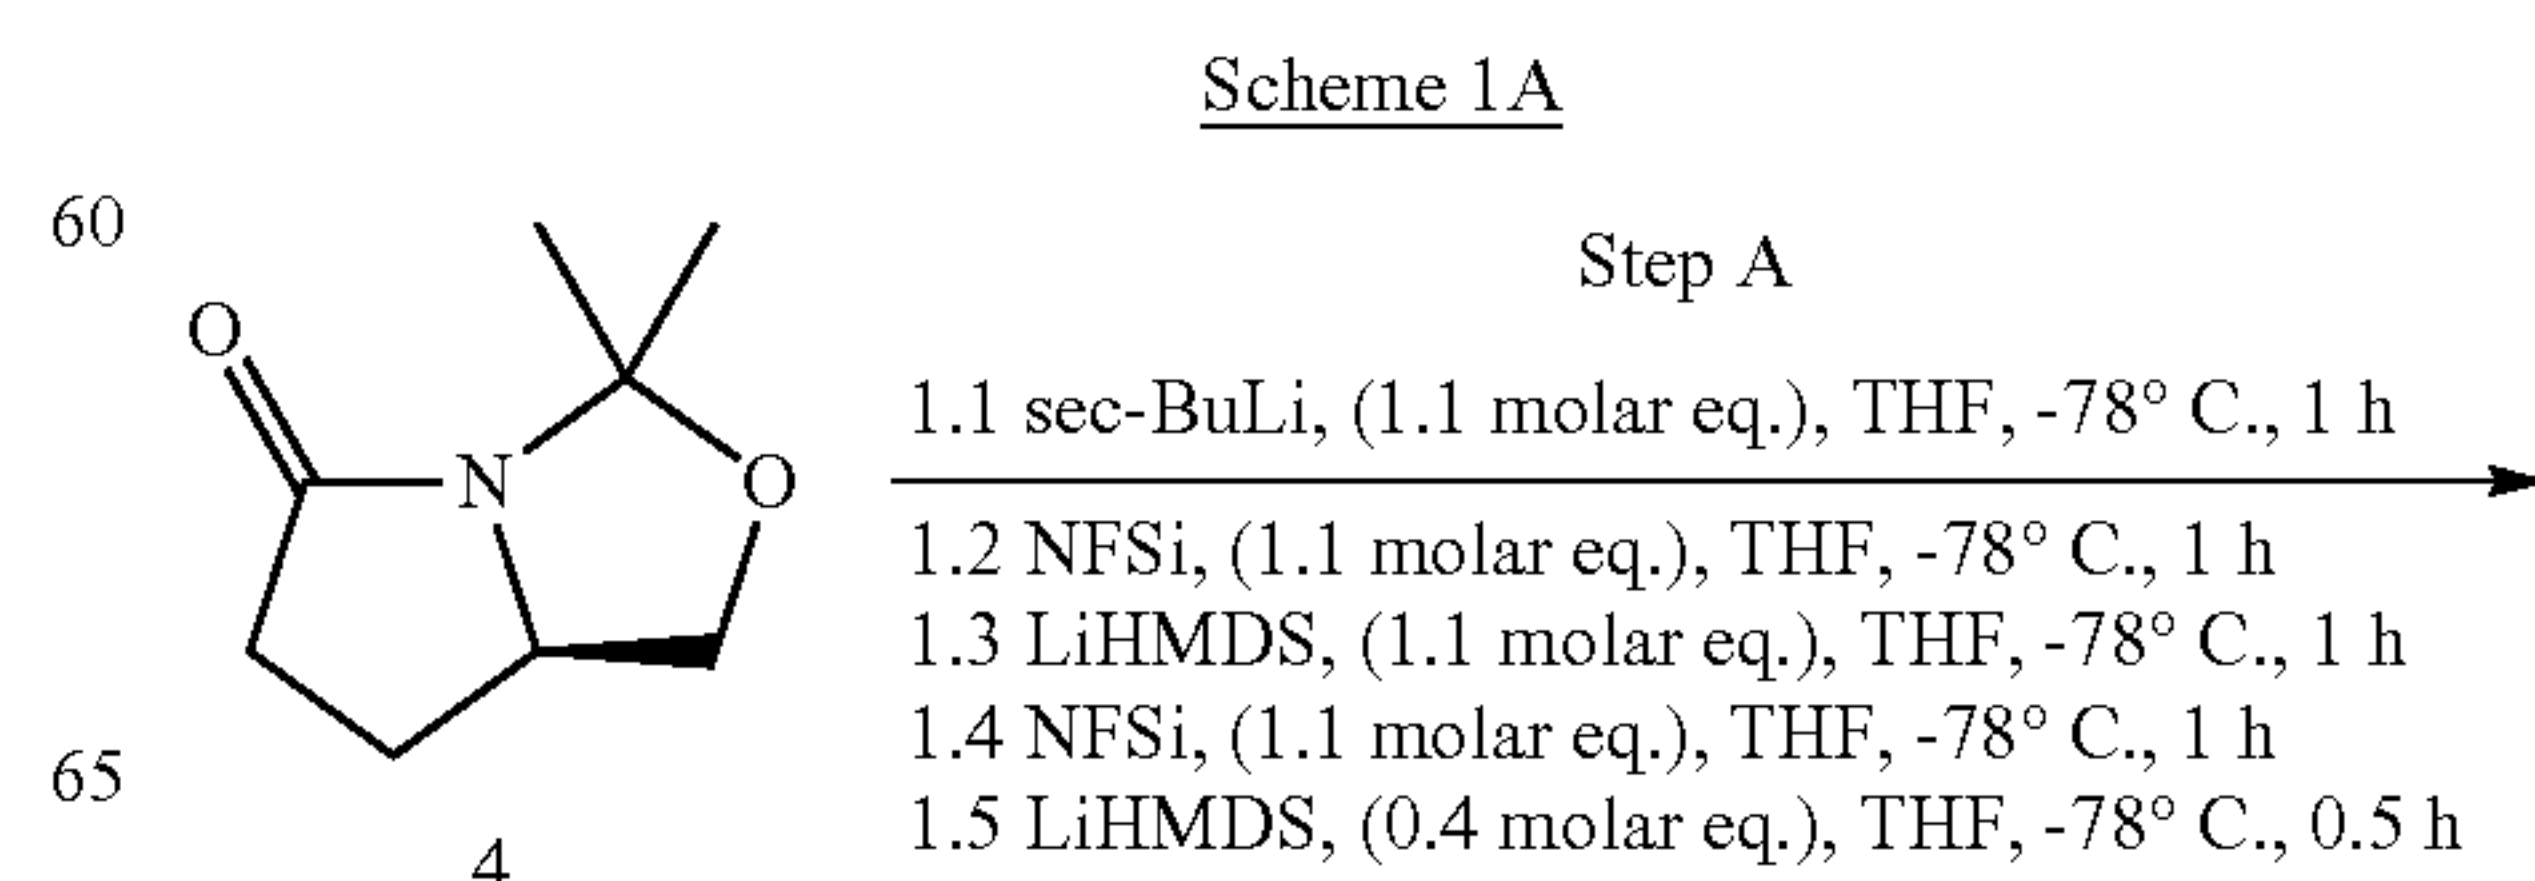 Scheme 1A
60
Step A
O
N
O
1.1 sec-BuLi, (1.1 molar eq.), THF, -78° C., 1 h
1.2 NFSi, (1.1 molar eq.), THF, -78° C., 1 h
1.3 LiHMDS, (1.1 molar eq.), THF, -78° C., 1 h
1.4 NFSi, (1.1 molar eq.), THF, -78° C., 1 h
1.5 LiHMDS, (0.4 molar eq.), THF, -78° C., 0.5 h
65
4